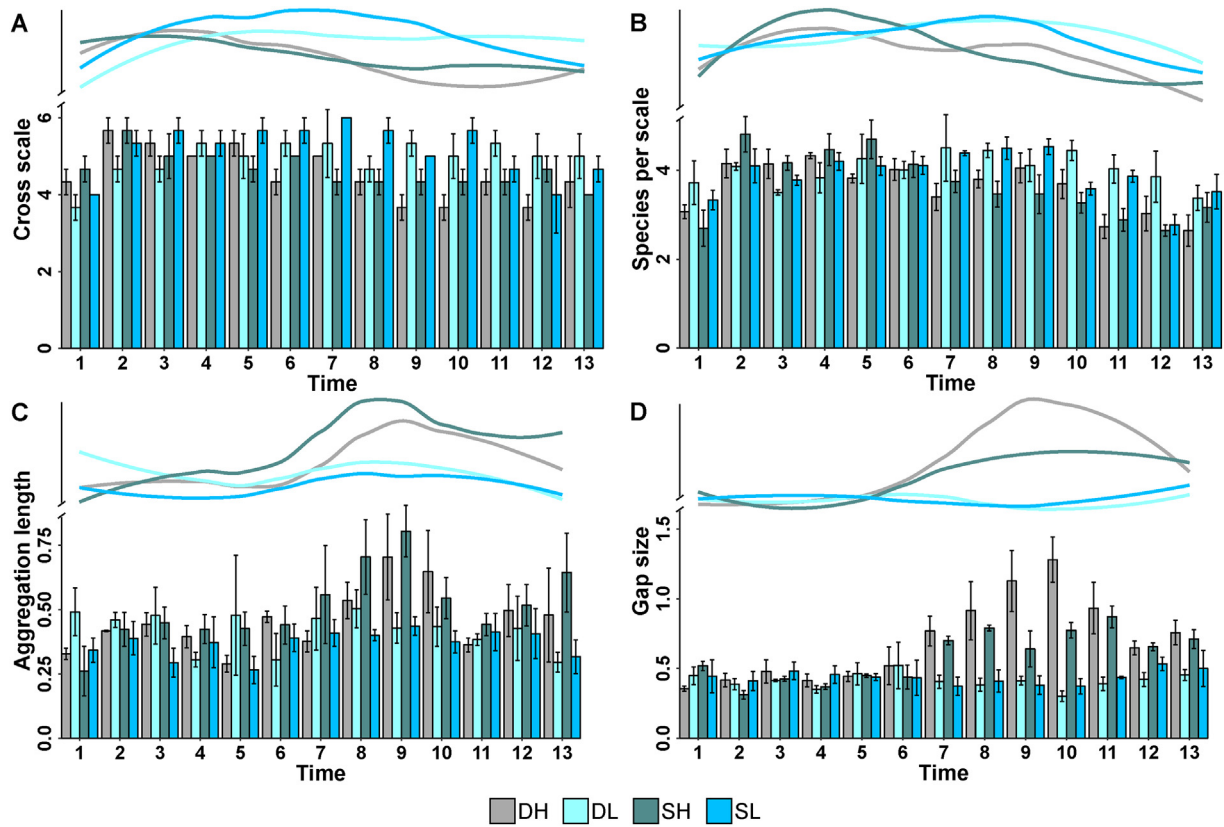 A
Cross scale
6
4
2
0
1 2 3 4 5 6 7 8 9 10 11 12 13
Time
B
Species per scale
4
2
0
1 2 3 4 5 6 7 8 9 10 11 12 13
Time
C
Aggregation length
0.75
0.50
0.25
0.0
1 2 3 4 5 6 7 8 9 10 11 12 13
Time
D
Gap size
1.5
1.0
0.5
0.0
1 2 3 4 5 6 7 8 9 10 11 12 13
Time
DH DL SH SL